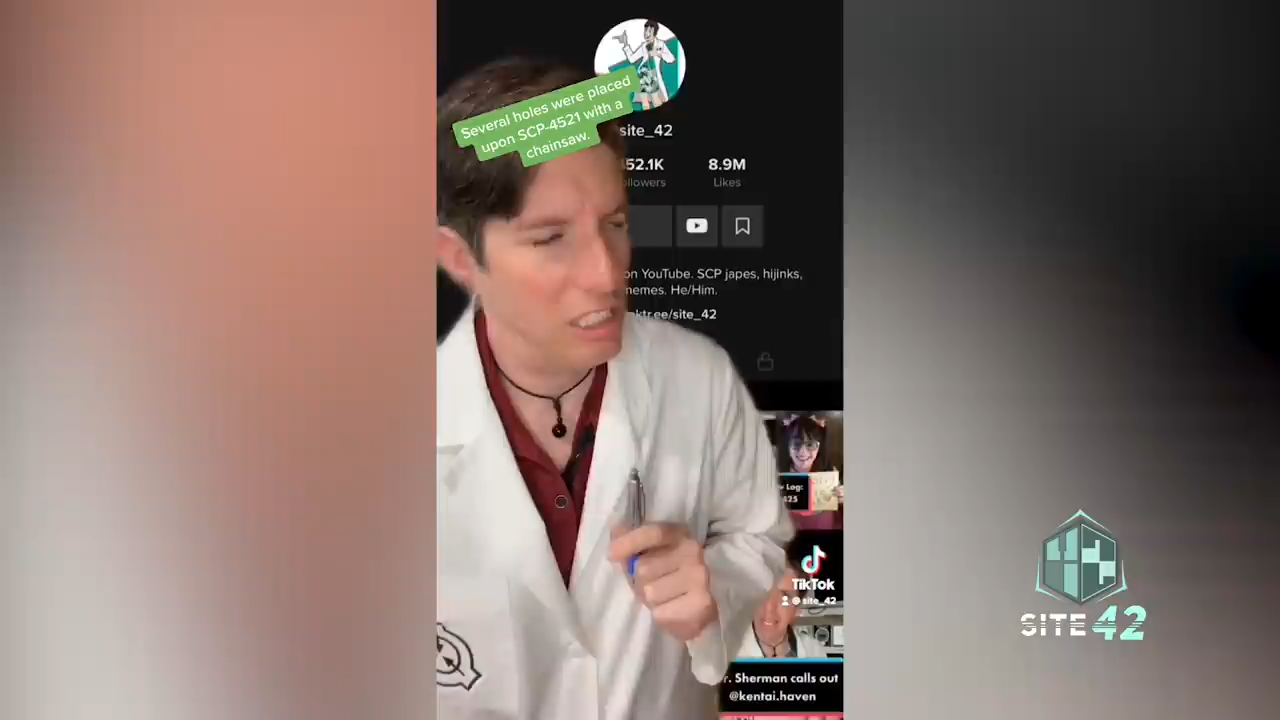 Several holes were placed
upon SCP-4521 with a
chainsaw.
site_42
52.1K
8.9M
Likes
on YouTube. SCP japes, hijinks,
memes. He/Him.
ktr.ee/site_42
Log:
425
TikTok
@site_42
SITE 42
r. Sherman calls out
@kentai.haven